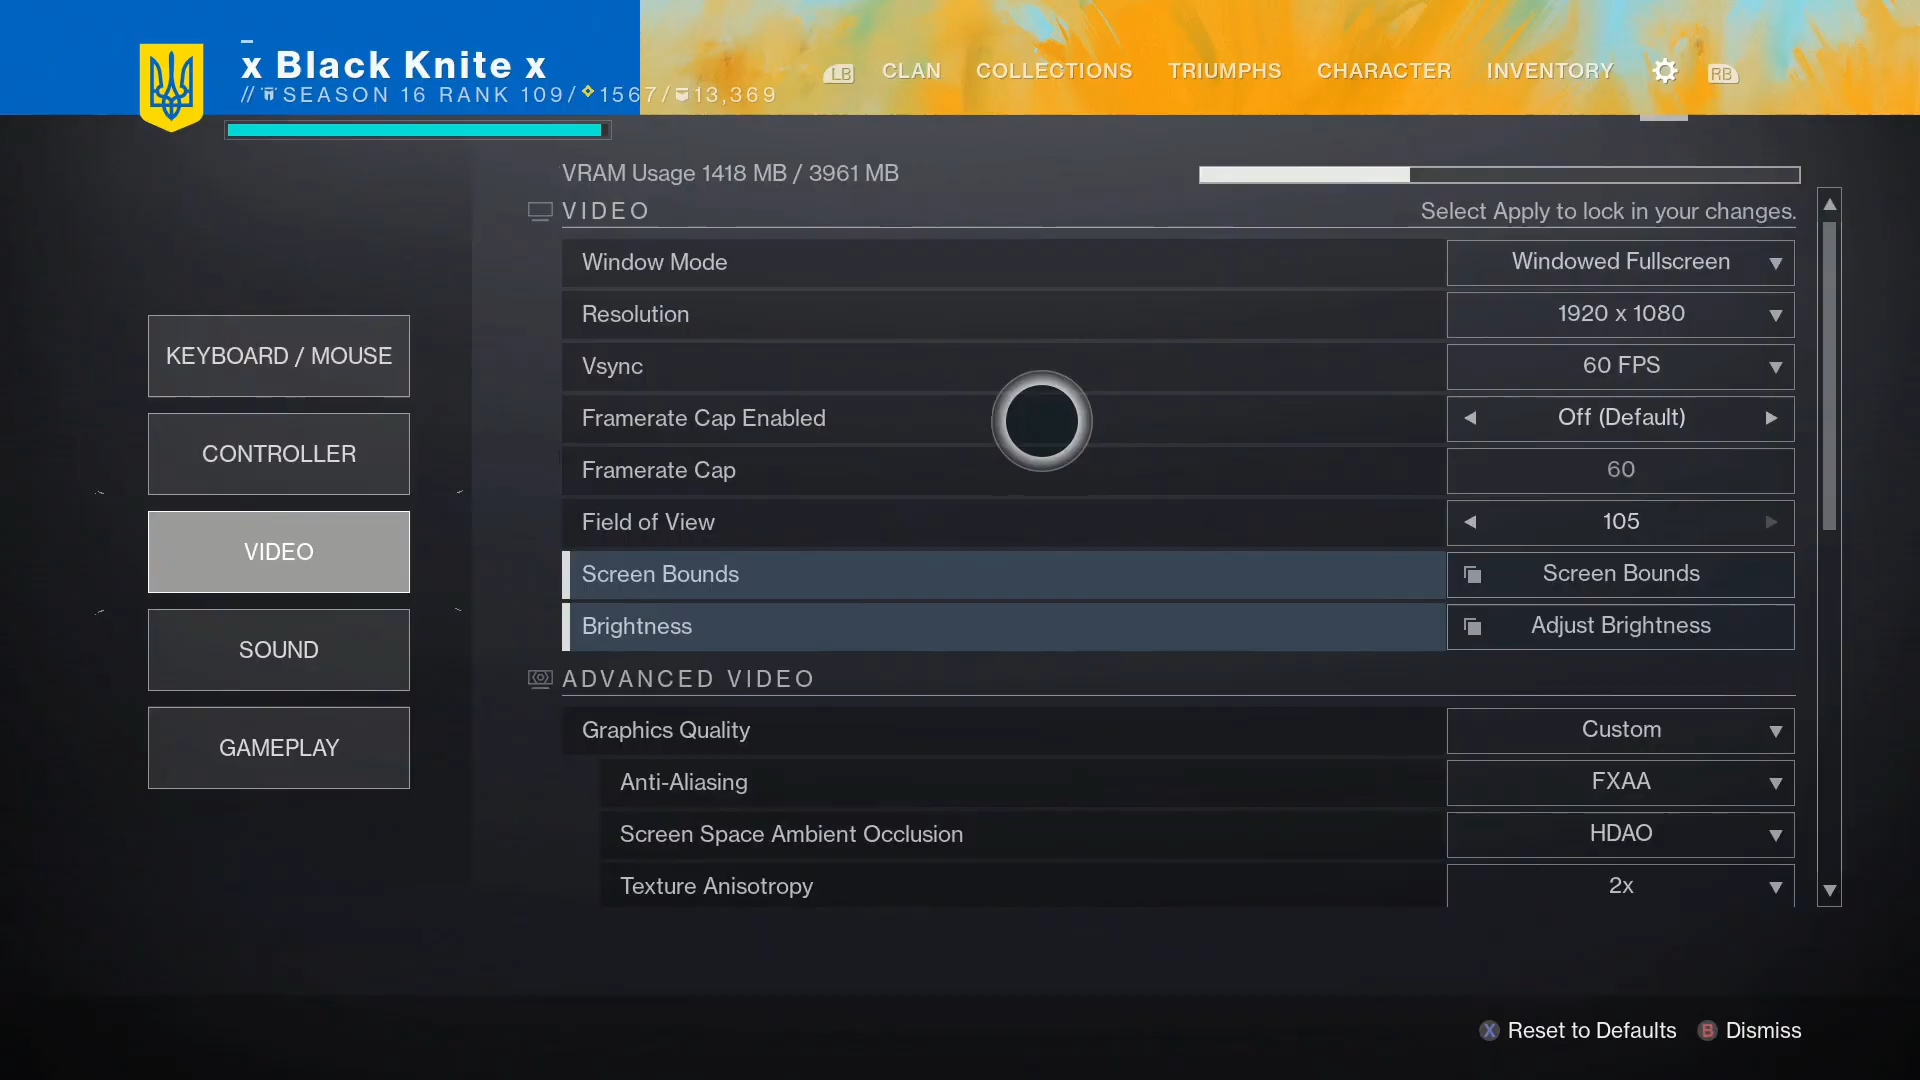 x Black Knite x
// SEASON 16 RANK 109/ 1567/ 13,369
LB CLAN COLLECTIONS TRIUMPHS CHARACTER INVENTORY RB
VRAM Usage 1418 MB / 3961 MB
VIDEO Select Apply to lock in your changes.
Window Mode Windowed Fullscreen
Resolution 1920 x 1080
Vsync 60 FPS
Framerate Cap Enabled Off (Default)
Framerate Cap 60
Field of View 105
Screen Bounds Screen Bounds
Brightness Adjust Brightness
ADVANCED VIDEO
Graphics Quality Custom
Anti-Aliasing FXAA
Screen Space Ambient Occlusion HDAO
Texture Anisotropy 2x
KEYBOARD / MOUSE
CONTROLLER
VIDEO
SOUND
GAMEPLAY
X Reset to Defaults B Dismiss